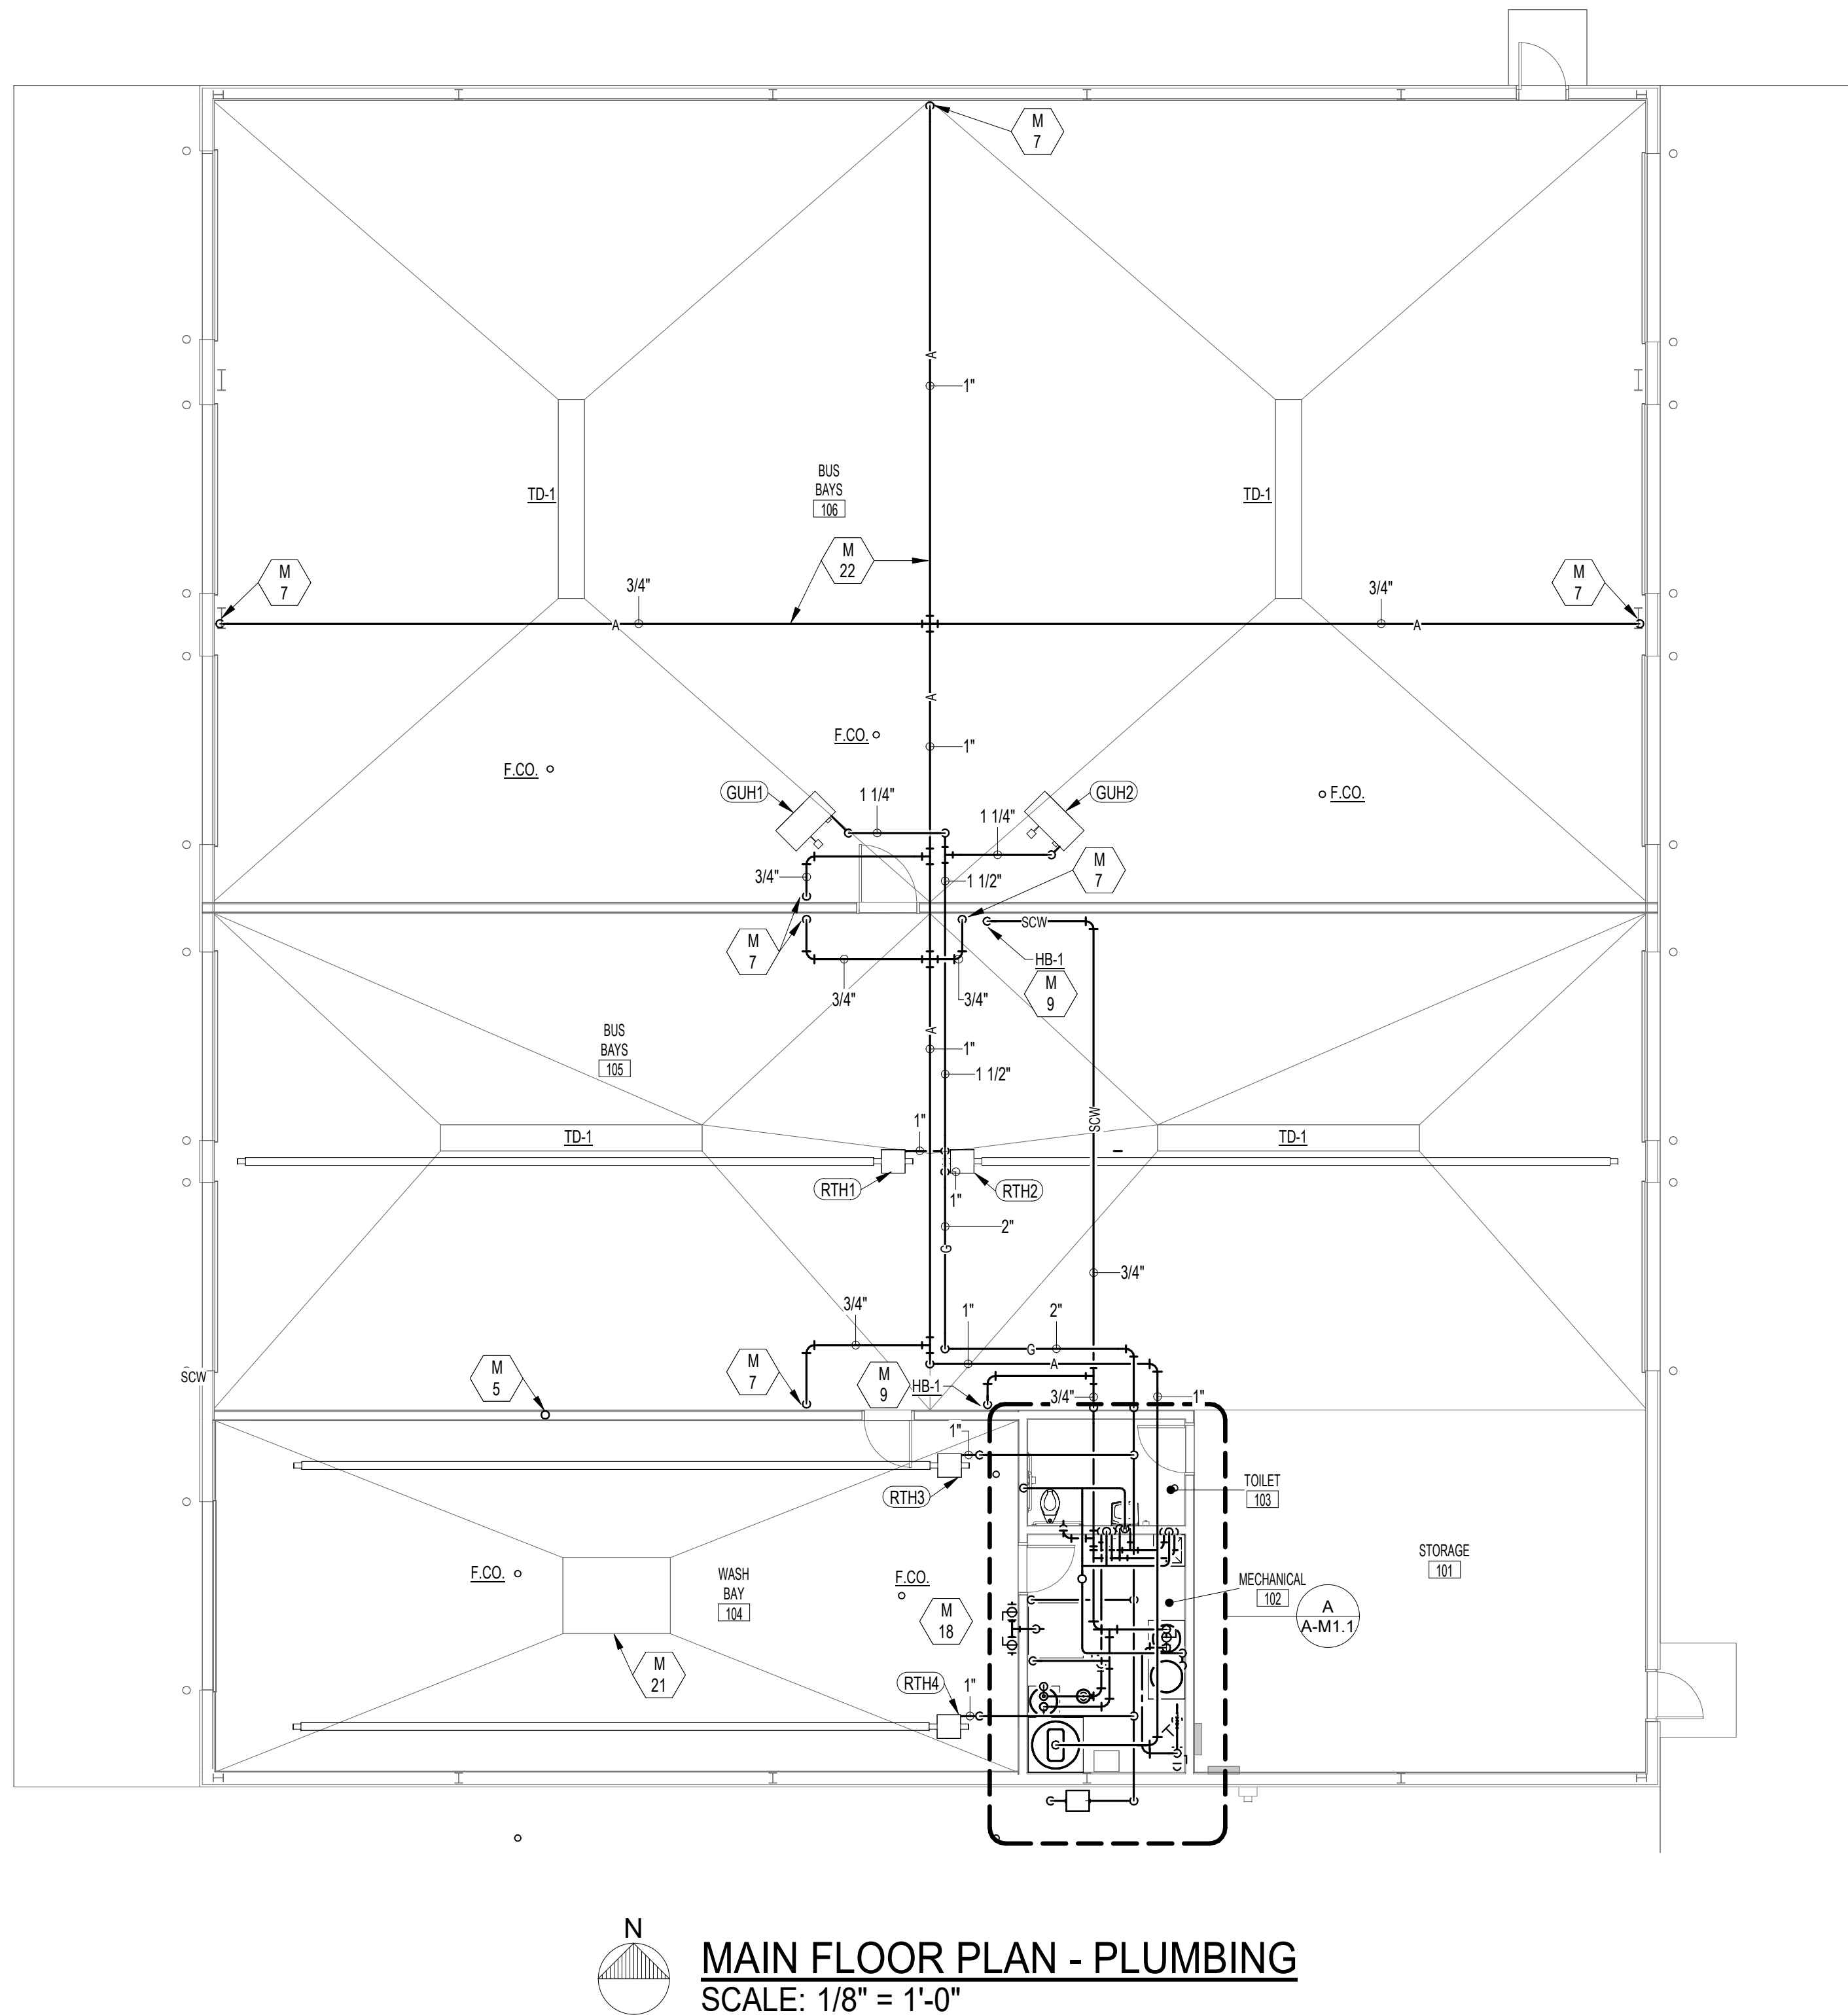 M
7
A
1"
BUS
BAYS
106
TD-1
TD-1
M
22
M
7
M
7
3/4"
3/4"
A
A
A
1"
F.CO.
F.CO.
F.CO.
GUH1
1 1/4"
GUH2
1 1/4"
3/4"
1 1/2"
M
7
M
7
SCW
HB-1
M
9
3/4"
3/4"
A
1"
BUS
BAYS
105
1 1/2"
SCW
1"
TD-1
TD-1
RTH1
RTH2
1"
2"
G
3/4"
3/4"
1"
2"
G
A
SCW
M
5
M
7
M
9
HB-1
3/4"
1"
1"
RTH3
TOILET
103
F.CO.
WASH
BAY
104
F.CO.
STORAGE
101
MECHANICAL
102
A
A-M1.1
M
18
M
21
RTH4
1"
N
MAIN FLOOR PLAN - PLUMBING
SCALE: 1/8" = 1'-0"